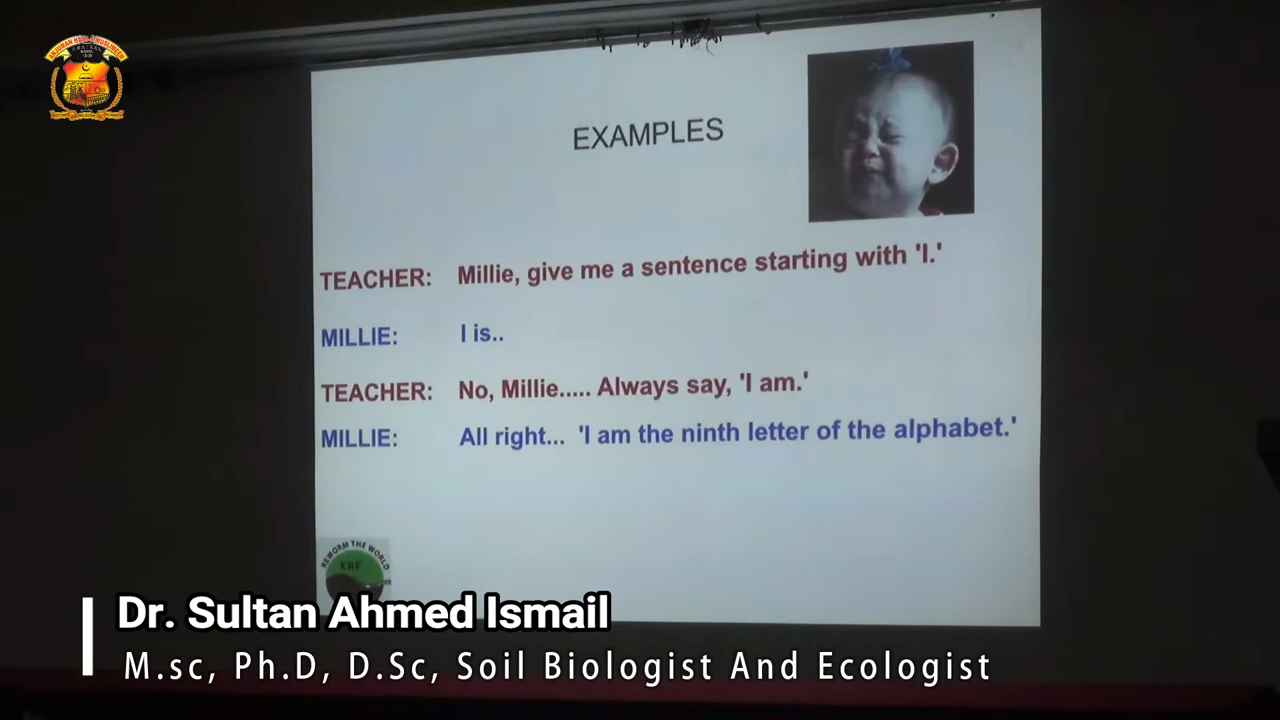 EXAMPLES
TEACHER: Millie, give me a sentence starting with 'I.'
MILLIE: I is..
TEACHER: No, Millie..... Always say, 'I am.'
MILLIE: All right... 'I am the ninth letter of the alphabet.'
REWORM THE WORLD
ERF
Dr. Sultan Ahmed Ismail
M.sc, Ph.D, D.Sc, Soil Biologist And Ecologist